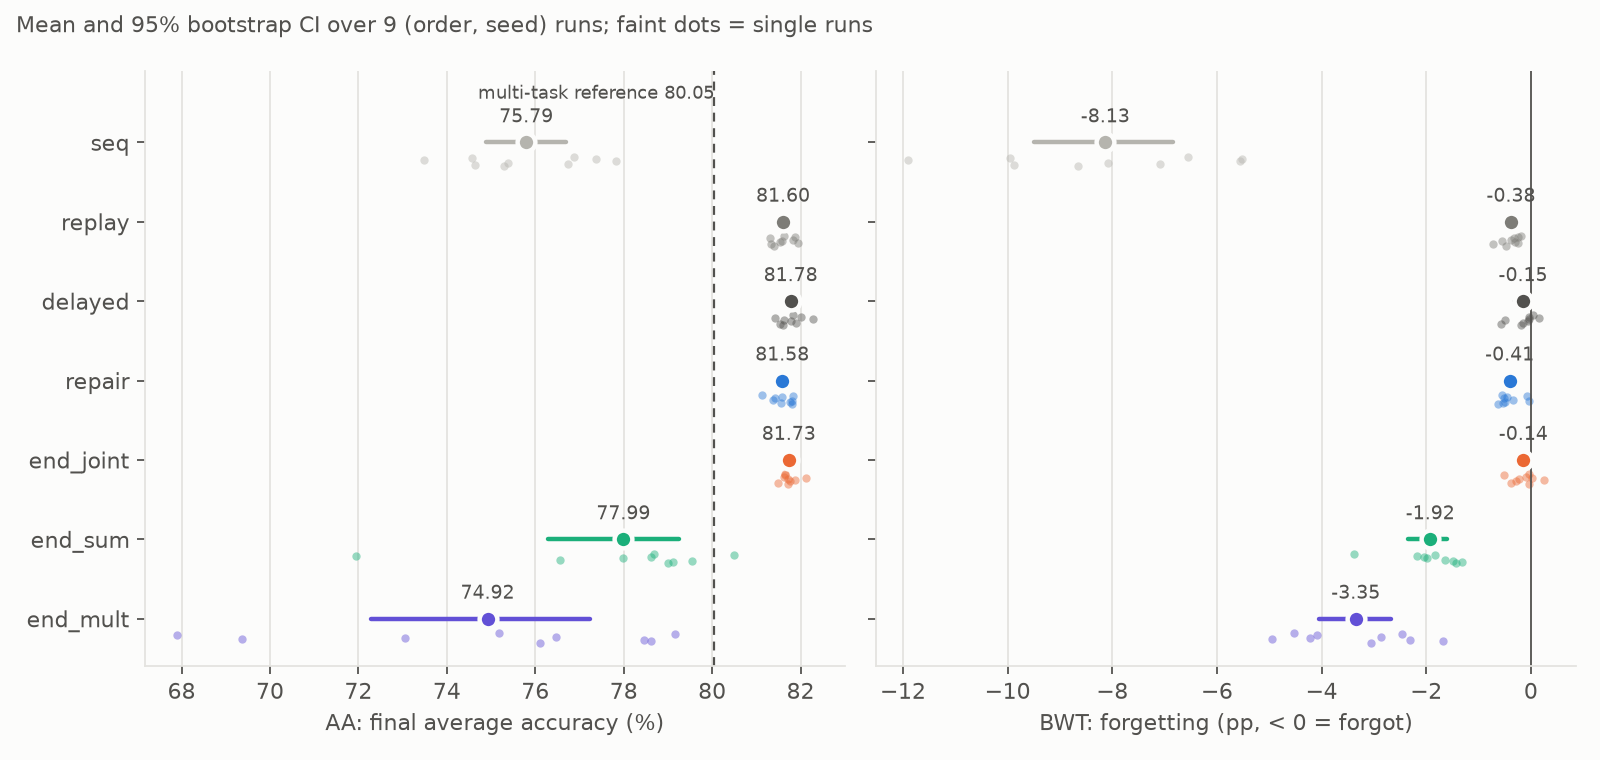 Mean and 95% bootstrap CI over 9 (order, seed) runs; faint dots = single runs
multi-task reference 80.05
seq
75.79
-8.13
replay
81.60
-0.38
delayed
81.78
-0.15
repair
81.58
-0.41
end_joint
81.73
-0.14
end_sum
77.99
-1.92
end_mult
74.92
-3.35
68 70 72 74 76 78 80 82
AA: final average accuracy (%)
−12 −10 −8 −6 −4 −2 0
BWT: forgetting (pp, < 0 = forgot)